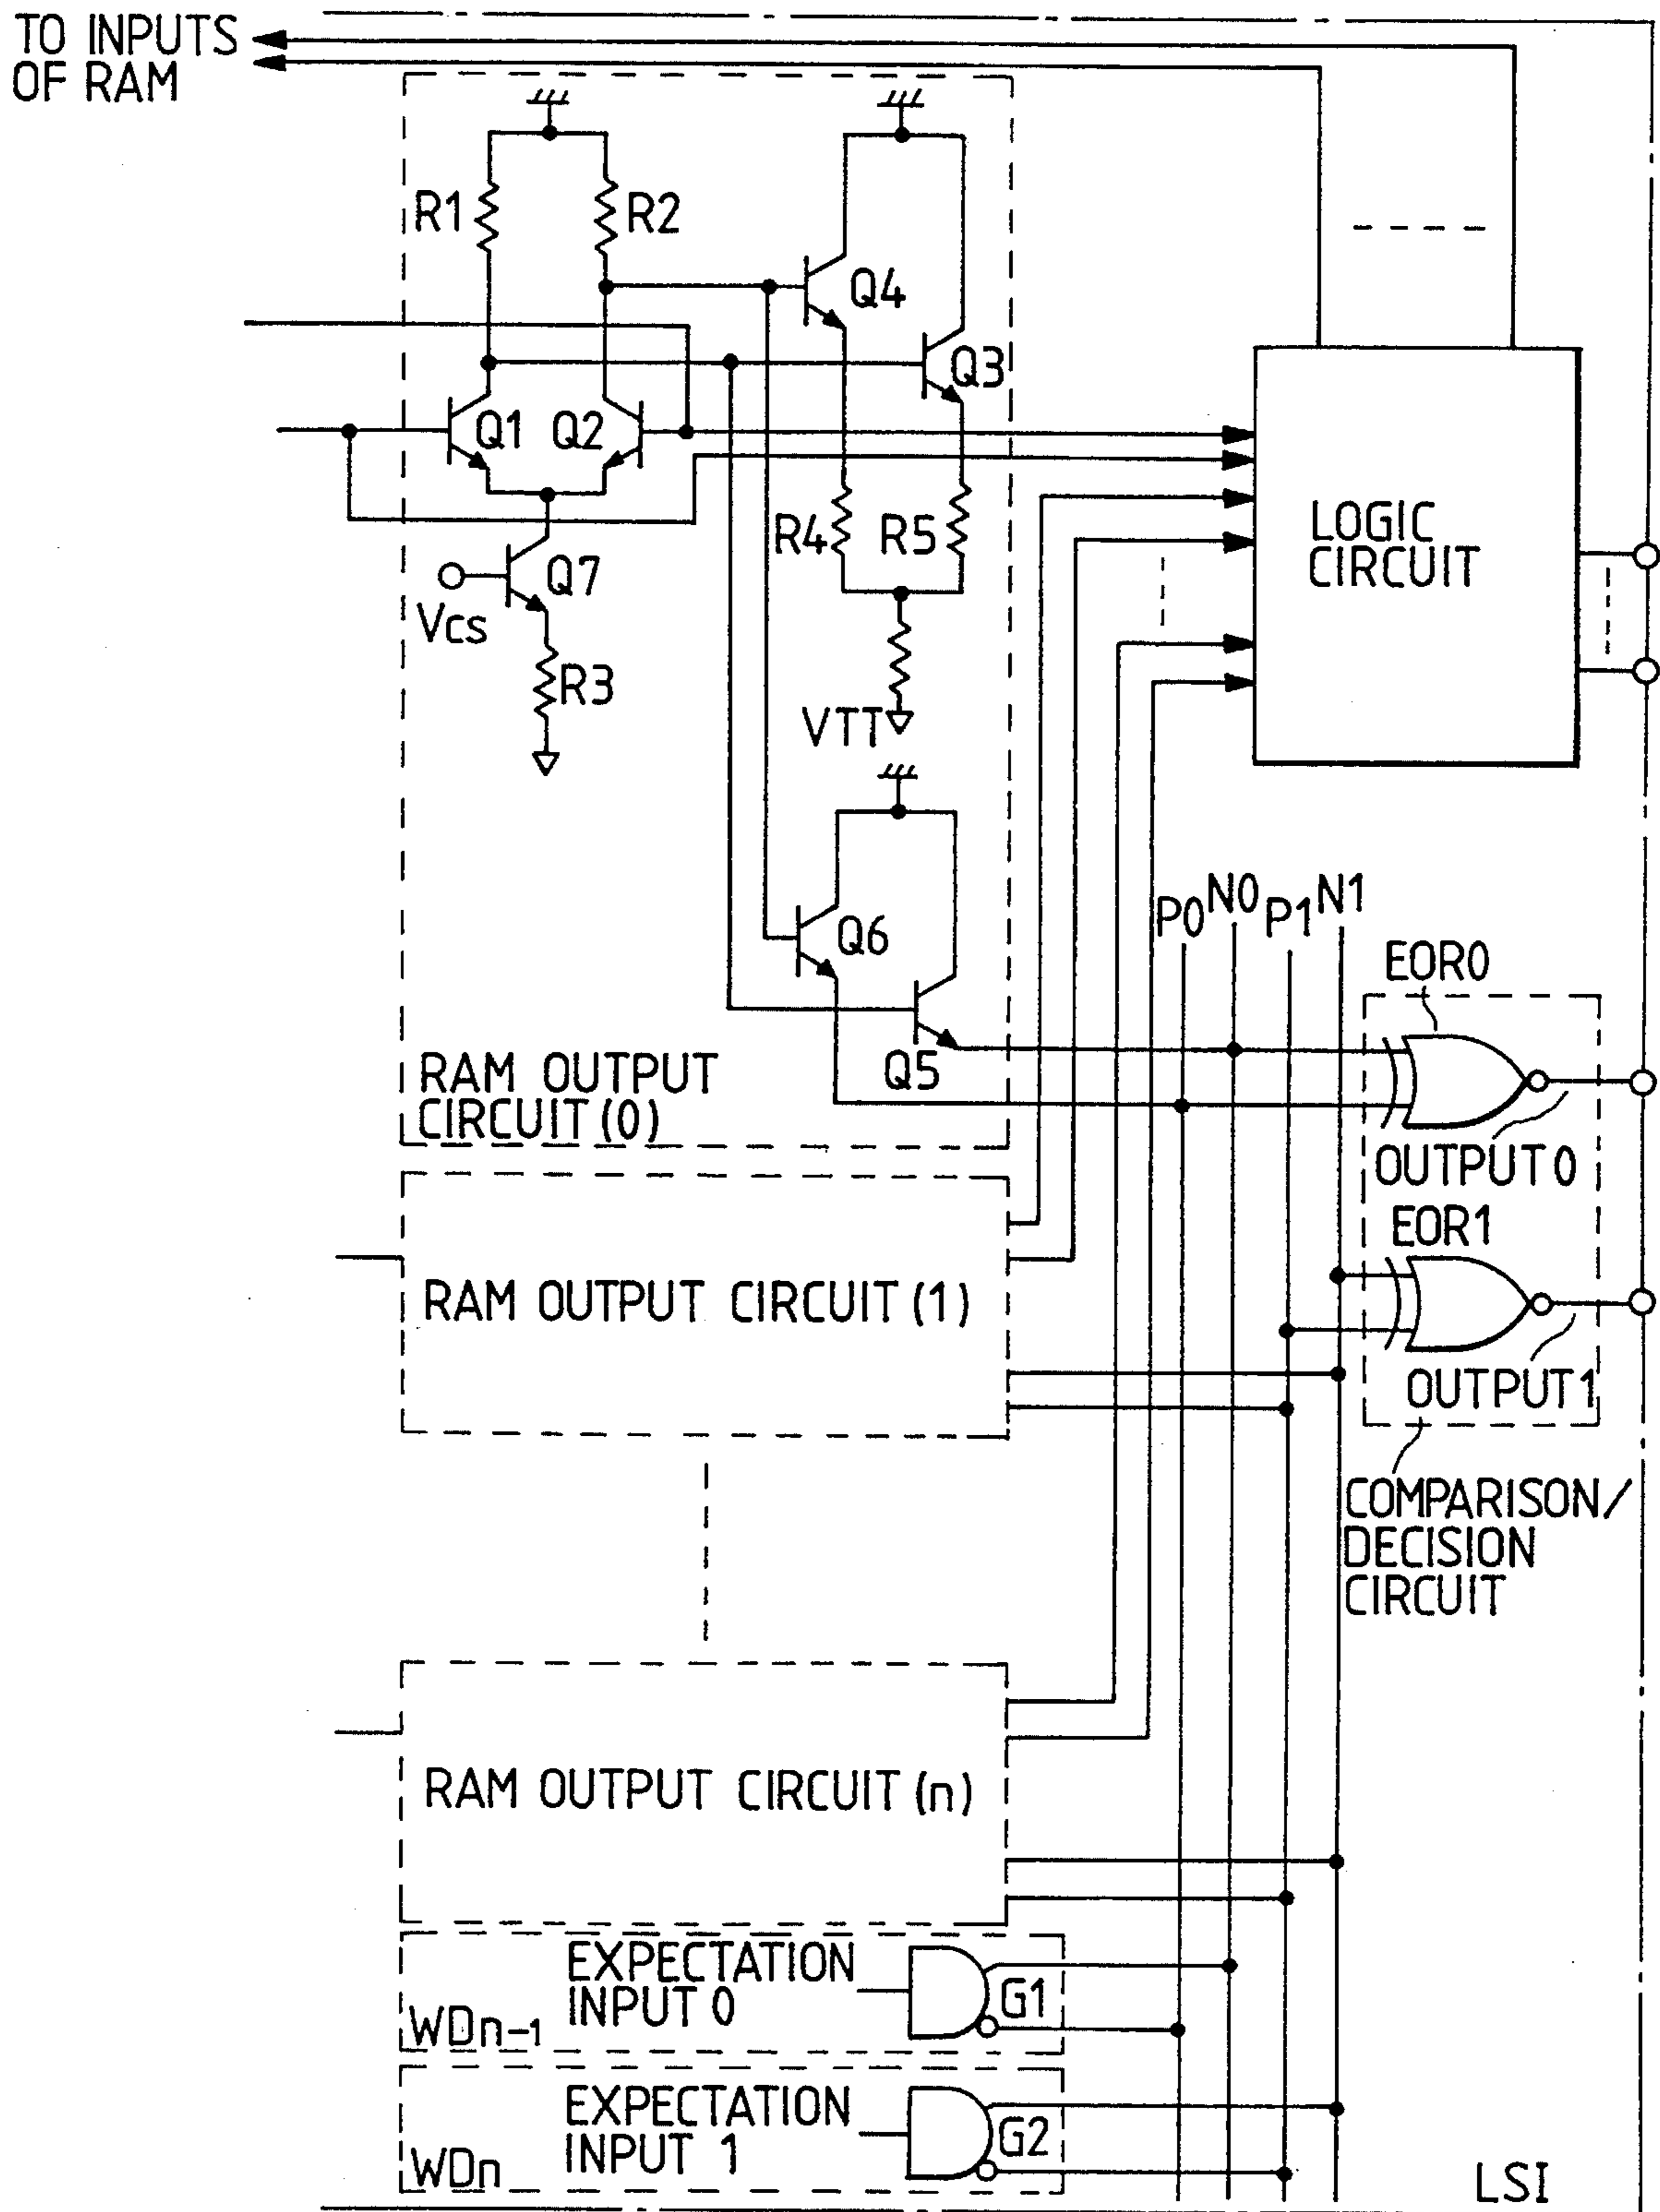 TO INPUTS
OF RAM
R1
R2
Q4
Q3
Q1
Q2
R4
R5
LOGIC
CIRCUIT
Q7
Vcs
R3
VTT
P0
N0
P1
N1
Q6
EOR0
Q5
RAM OUTPUT
CIRCUIT (0)
OUTPUT 0
EOR1
RAM OUTPUT CIRCUIT (1)
OUTPUT 1
COMPARISON/
DECISION
CIRCUIT
RAM OUTPUT CIRCUIT (n)
EXPECTATION
INPUT 0
G1
WDn-1
EXPECTATION
INPUT 1
G2
WDn
LSI